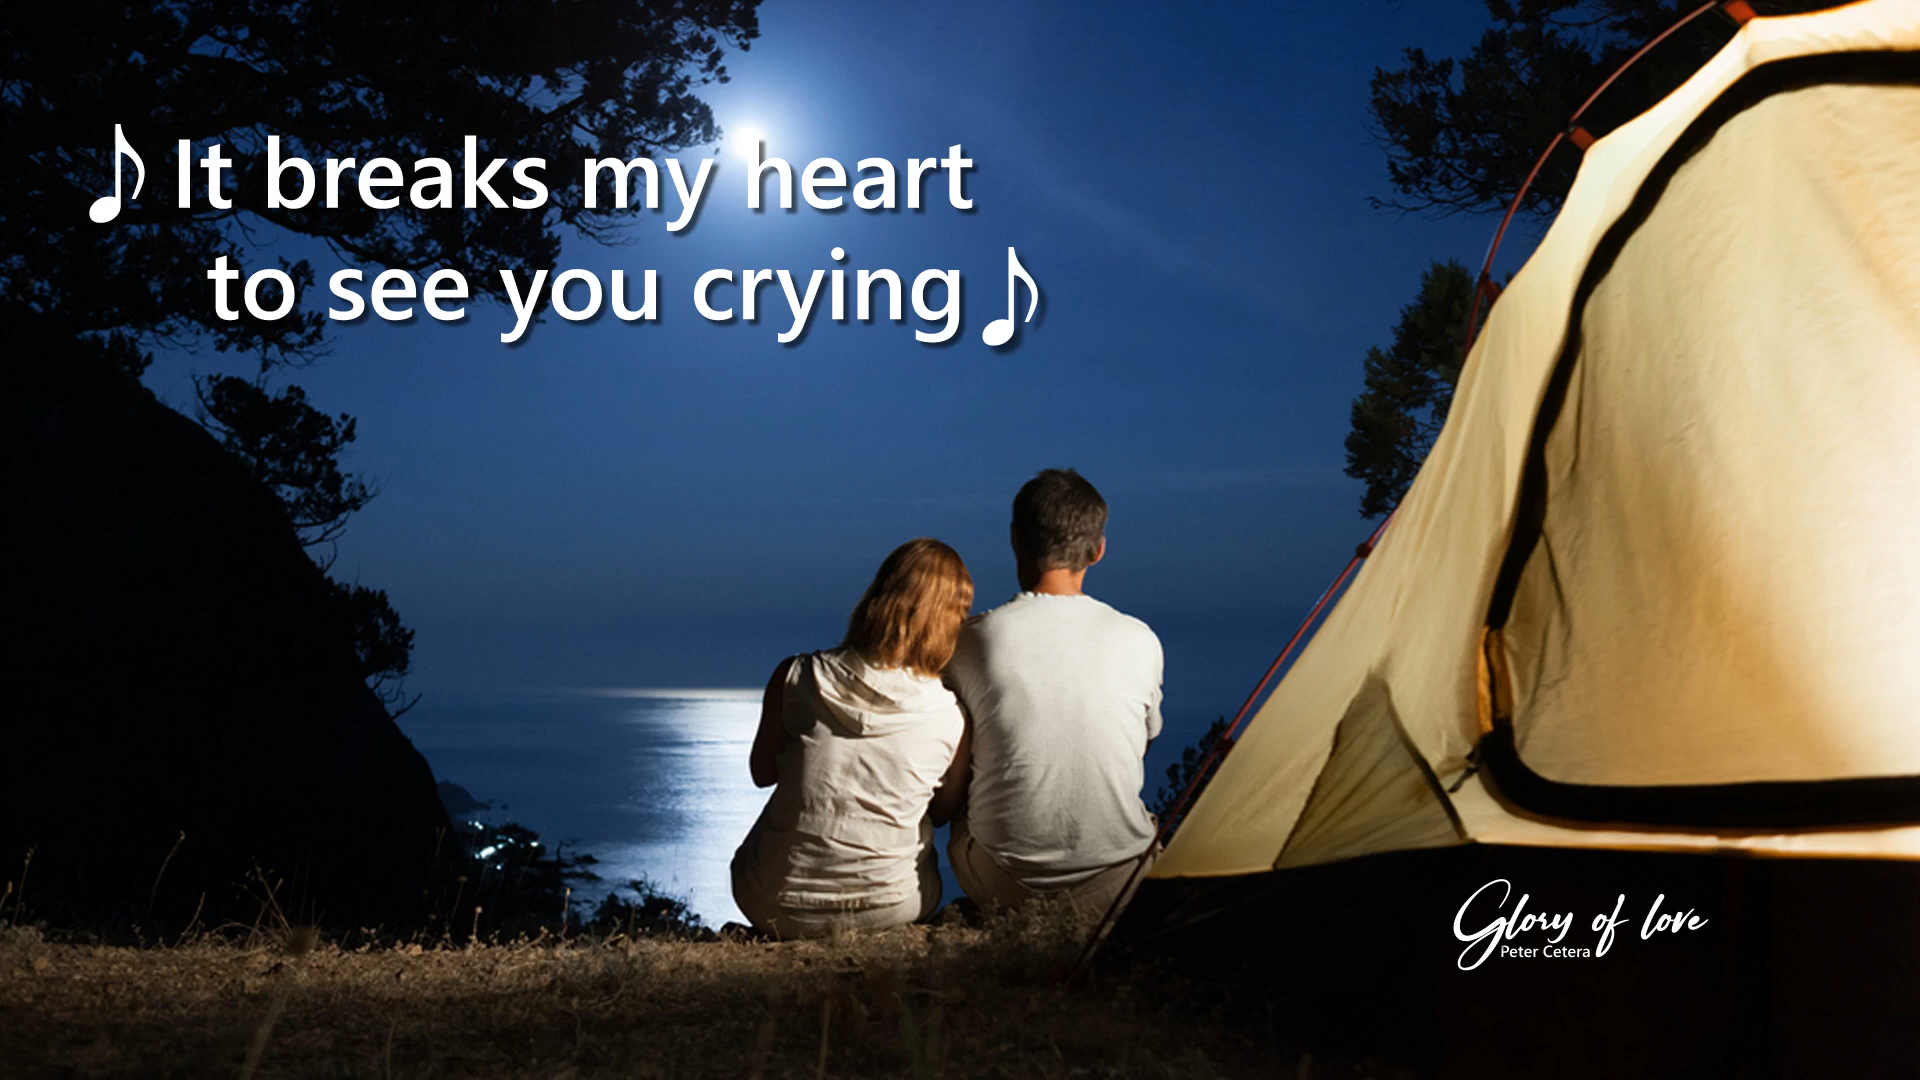 ♪ It breaks my heart
to see you crying ♪
Glory of love
Peter Cetera